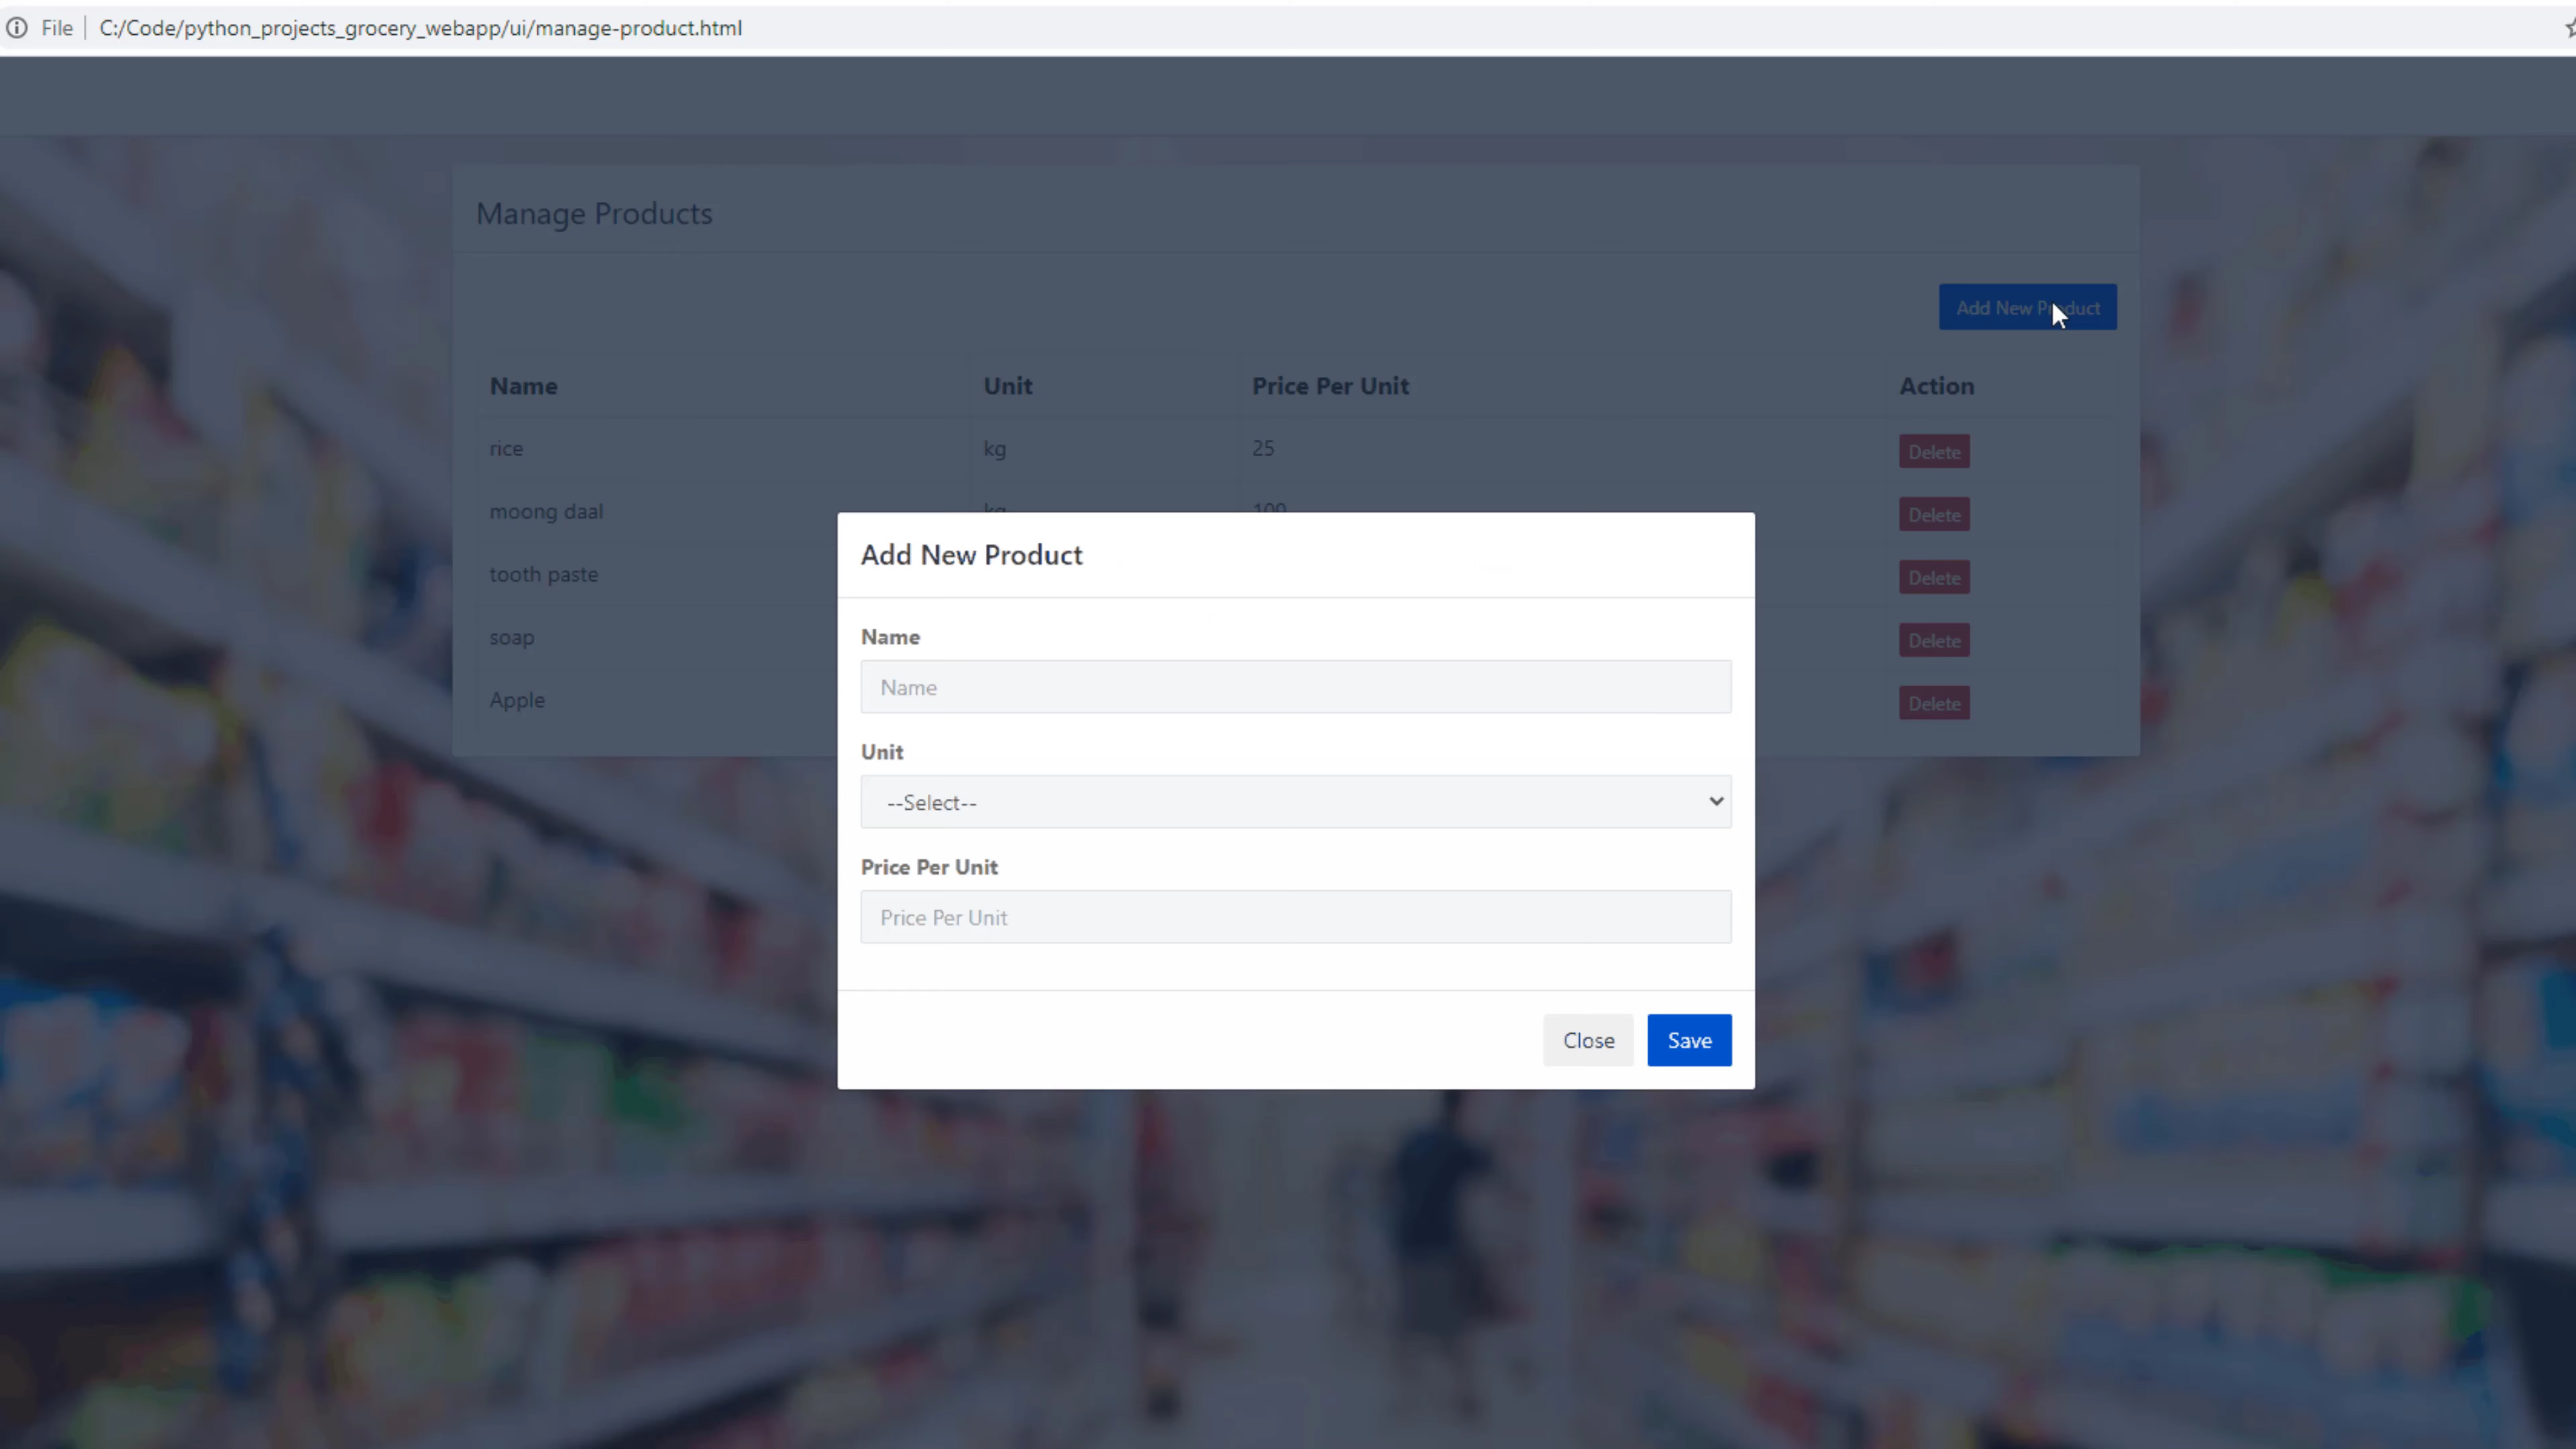 File C:/Code/python_projects_grocery_webapp/ui/manage-product.html
Manage Products
Add New Product
Name Unit Price Per Unit Action
rice kg 25 Delete
moong daal kg 100 Delete
tooth paste Delete
soap Delete
Apple Delete
Add New Product
Name
Name
Unit
--Select--
Price Per Unit
Price Per Unit
Close Save